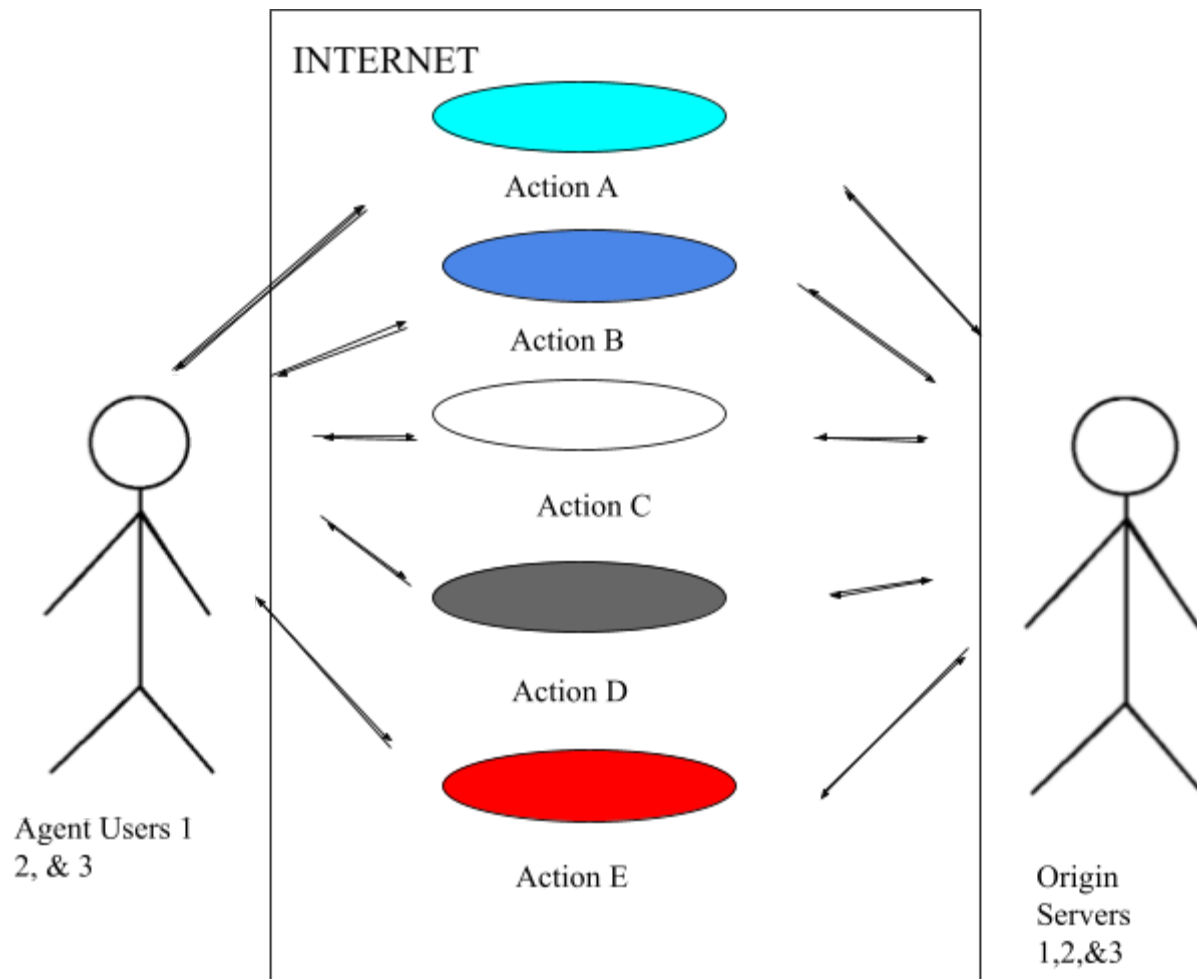 INTERNET
Action A
Action B
Action C
Action D
Action E
Agent Users 1
2, & 3
Origin
Servers
1,2,&3